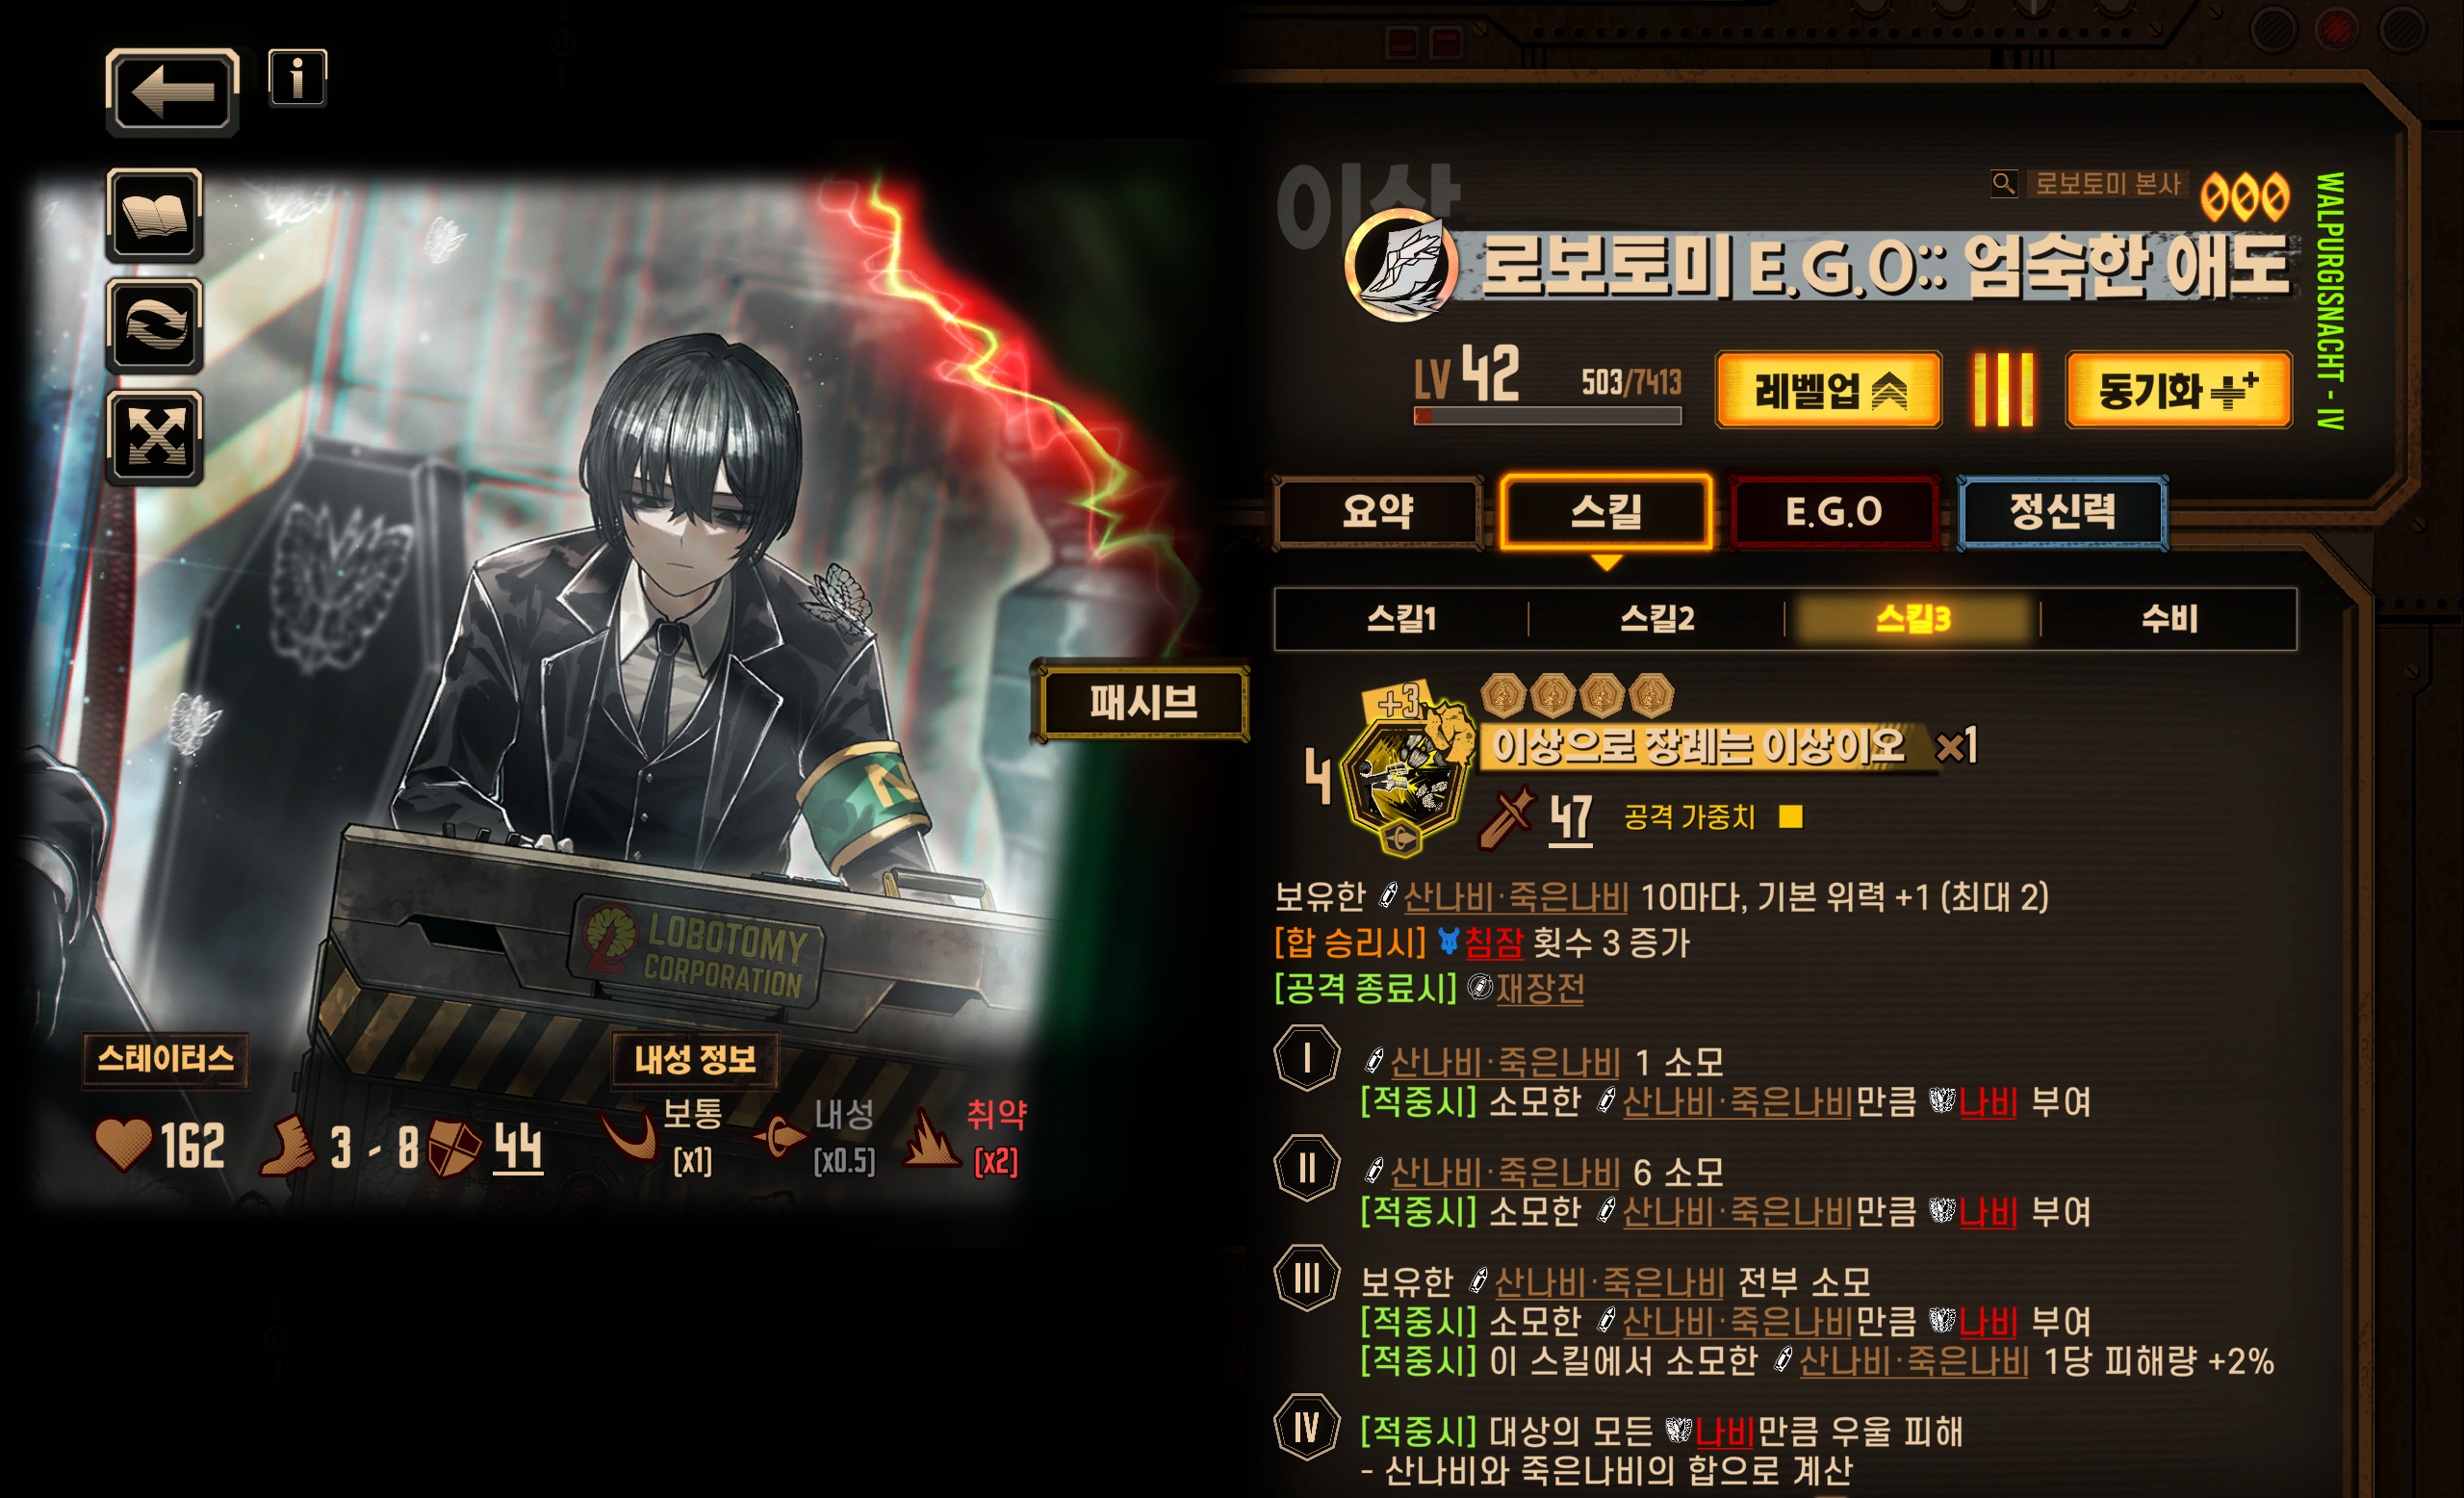 이상
로보토미 본사
000
로보토미 E.G.O:: 엄숙한 애도
WALPURGISNACHT - IV
LV 42
503/7413
레벨업
III
동기화
요약
스킬
E.G.O
정신력
스킬1
스킬2
스킬3
수비
패시브
+3
4
이상으로 장례는 이상이오 ×1
47
공격 가중치
보유한 산나비·죽은나비 10마다, 기본 위력 +1 (최대 2)
[합 승리시] 침잠 횟수 3 증가
[공격 종료시] 재장전
I
산나비·죽은나비 1 소모
[적중시] 소모한 산나비·죽은나비만큼 나비 부여
II
산나비·죽은나비 6 소모
[적중시] 소모한 산나비·죽은나비만큼 나비 부여
III
보유한 산나비·죽은나비 전부 소모
[적중시] 소모한 산나비·죽은나비만큼 나비 부여
[적중시] 이 스킬에서 소모한 산나비·죽은나비 1당 피해량 +2%
IV
[적중시] 대상의 모든 나비만큼 우울 피해
- 산나비와 죽은나비의 합으로 계산
N
LOBOTOMY
CORPORATION
스테이터스
162
3 - 8
44
내성 정보
보통
(x1)
내성
(x0.5)
취약
(x2)